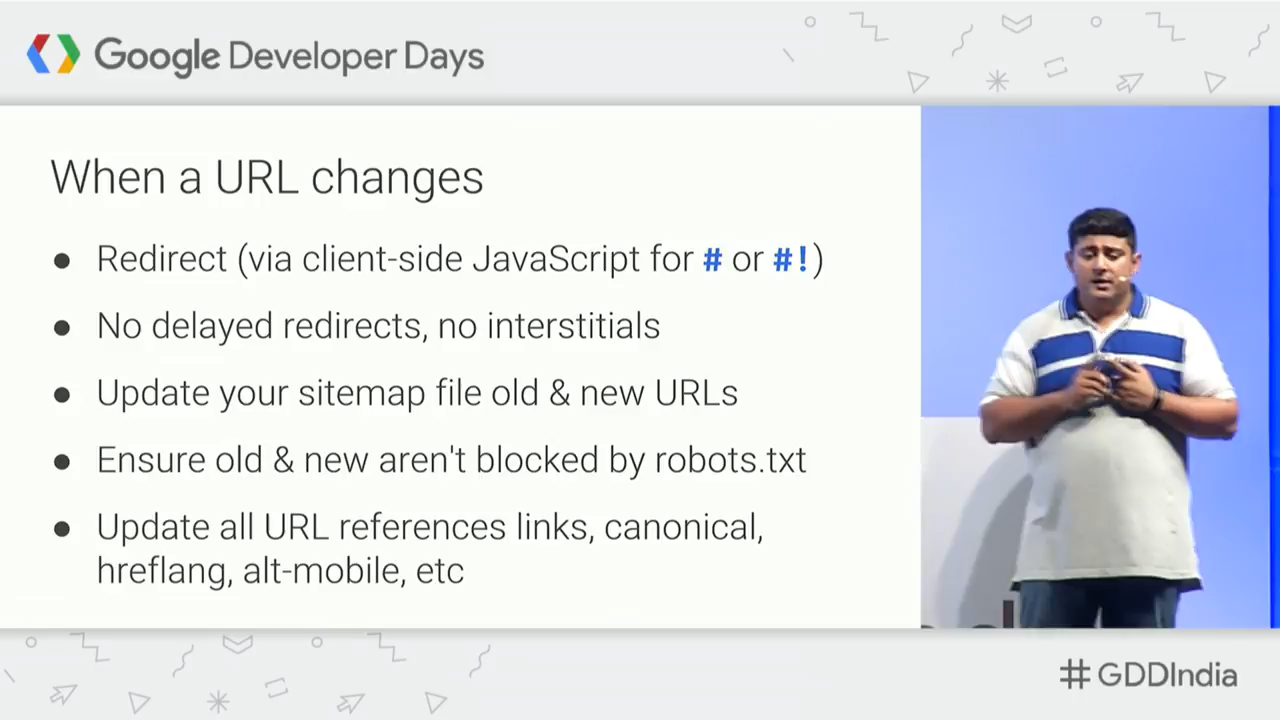 Google Developer Days
When a URL changes
● Redirect (via client-side JavaScript for # or #!)
● No delayed redirects, no interstitials
● Update your sitemap file old & new URLs
● Ensure old & new aren't blocked by robots.txt
● Update all URL references links, canonical,
hreflang, alt-mobile, etc
#GDDIndia